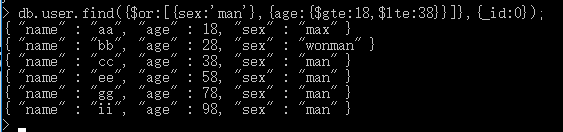 > db.user.find({$or:[{sex:'man'}, {age:{$gte:18,$lte:38}}]}, {_id:0});
{ "name" : "aa", "age" : 18, "sex" : "max" }
{ "name" : "bb", "age" : 28, "sex" : "wonman" }
{ "name" : "cc", "age" : 38, "sex" : "man" }
{ "name" : "ee", "age" : 58, "sex" : "man" }
{ "name" : "gg", "age" : 78, "sex" : "man" }
{ "name" : "ii", "age" : 98, "sex" : "man" }
>